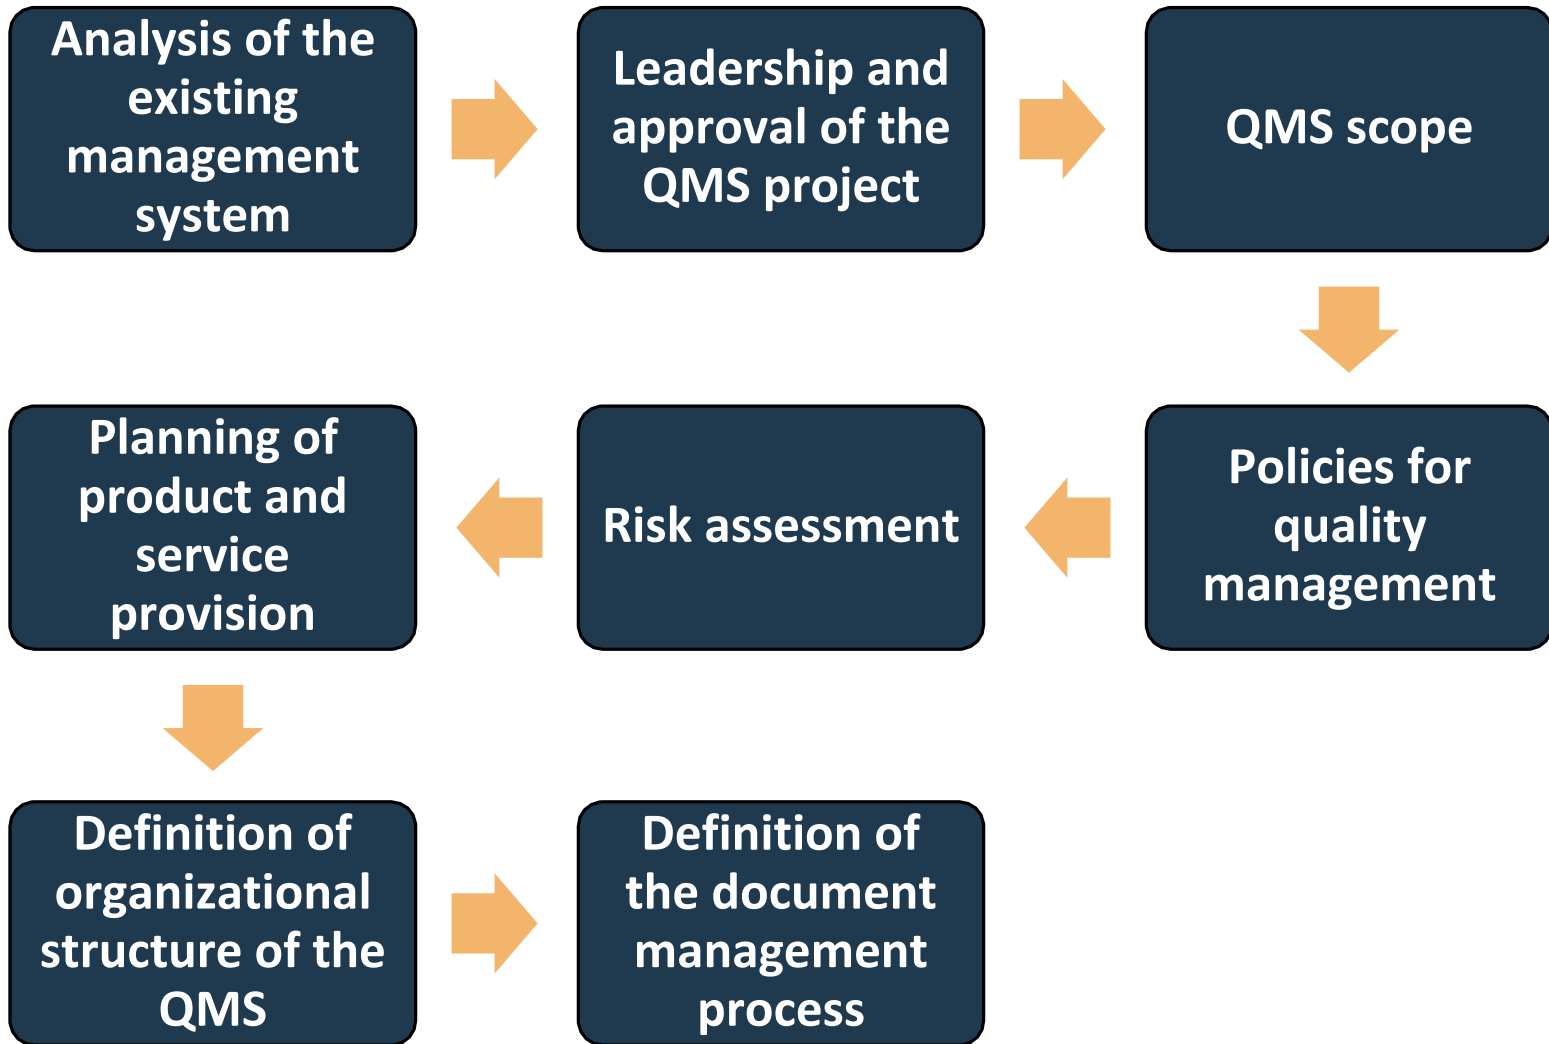 Analysis of the
existing
management
system
Leadership and
approval of the
QMS project
QMS scope
Policies for
quality
management
Risk assessment
Planning of
product and
service
provision
Definition of
organizational
structure of the
QMS
Definition of
the document
management
process